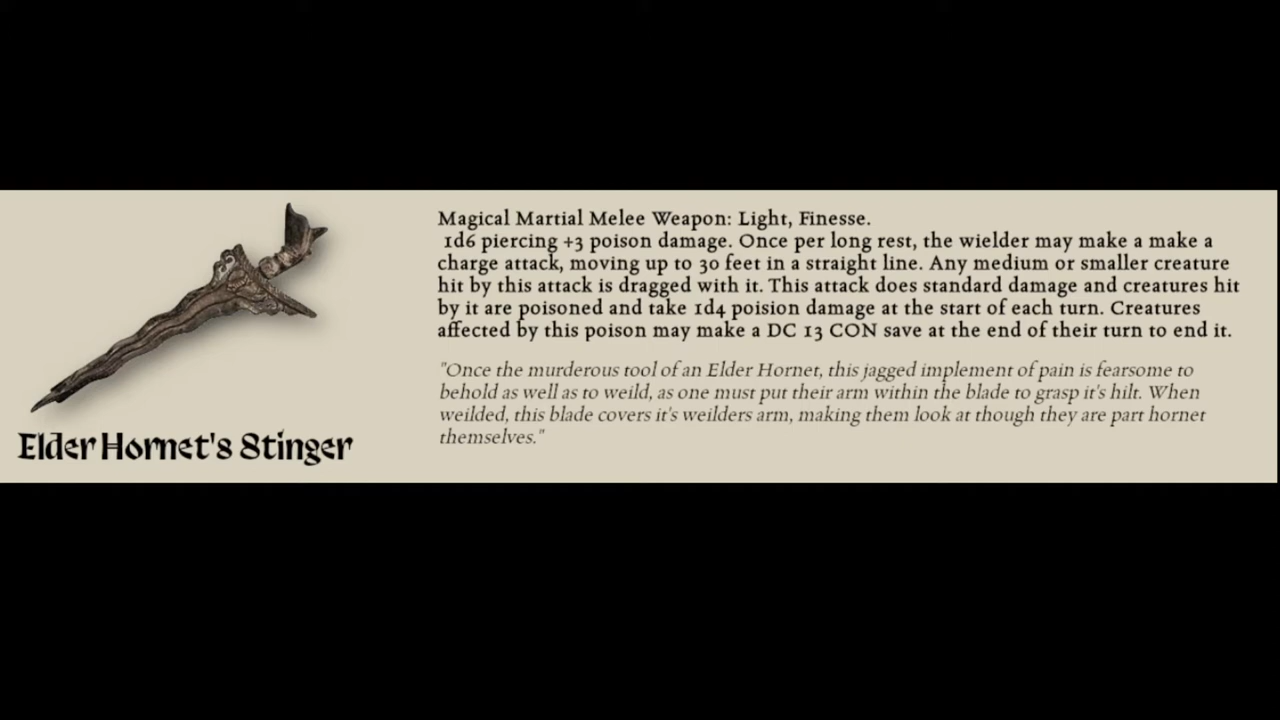 Magical Martial Melee Weapon: Light, Finesse.
1d6 piercing +3 poison damage. Once per long rest, the wielder may make a make a
charge attack, moving up to 30 feet in a straight line. Any medium or smaller creature
hit by this attack is dragged with it. This attack does standard damage and creatures hit
by it are poisoned and take 1d4 poision damage at the start of each turn. Creatures
affected by this poison may make a DC 13 CON save at the end of their turn to end it.
"Once the murderous tool of an Elder Hornet, this jagged implement of pain is fearsome to
behold as well as to weild, as one must put their arm within the blade to grasp it's hilt. When
weilded, this blade covers it's weilders arm, making them look at though they are part hornet
themselves."
Elder Hornet's Stinger